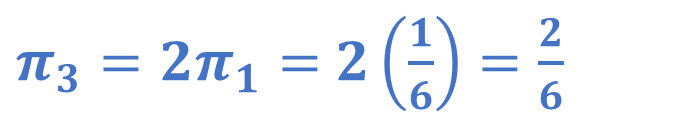 π₃ = 2π₁ = 2 (1/6) = 2/6